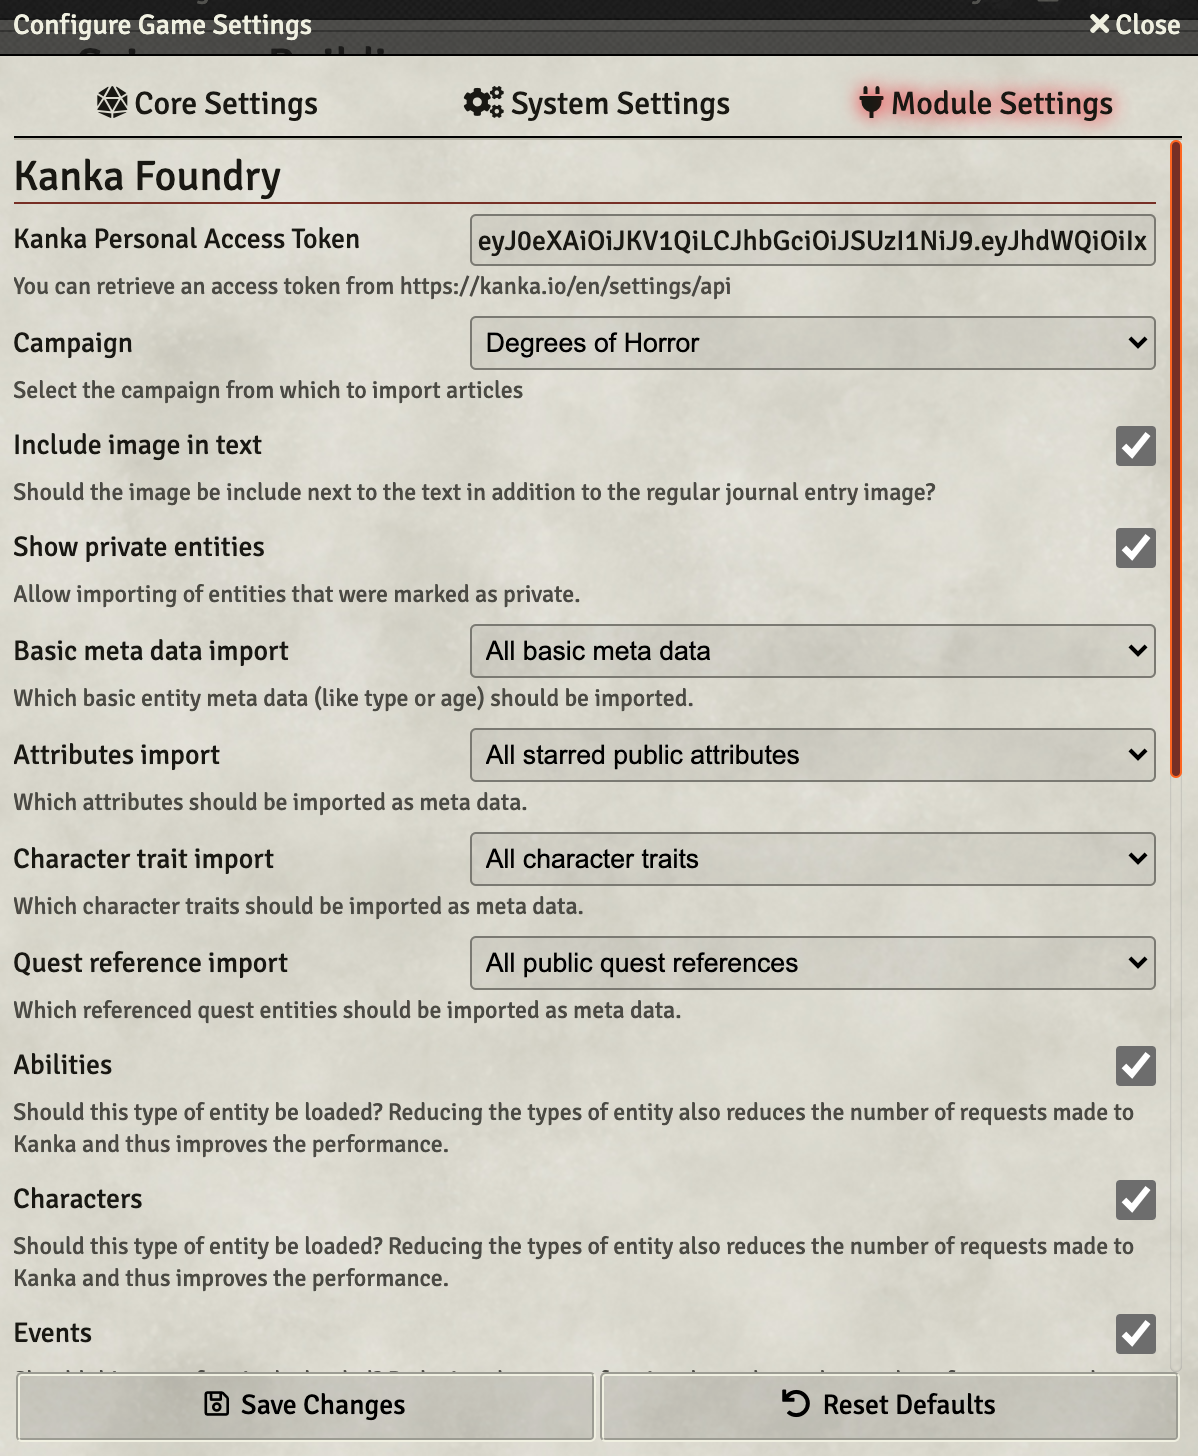 Configure Game Settings
Close
Core Settings
System Settings
Module Settings
Kanka Foundry
Kanka Personal Access Token
eyJ0eXAiOiJKV1QiLCJhbGciOiJSUzI1NiJ9.eyJhdWQiOiIx
You can retrieve an access token from https://kanka.io/en/settings/api
Campaign
Degrees of Horror
Select the campaign from which to import articles
Include image in text
Should the image be include next to the text in addition to the regular journal entry image?
Show private entities
Allow importing of entities that were marked as private.
Basic meta data import
All basic meta data
Which basic entity meta data (like type or age) should be imported.
Attributes import
All starred public attributes
Which attributes should be imported as meta data.
Character trait import
All character traits
Which character traits should be imported as meta data.
Quest reference import
All public quest references
Which referenced quest entities should be imported as meta data.
Abilities
Should this type of entity be loaded? Reducing the types of entity also reduces the number of requests made to
Kanka and thus improves the performance.
Characters
Should this type of entity be loaded? Reducing the types of entity also reduces the number of requests made to
Kanka and thus improves the performance.
Events
Save Changes
Reset Defaults